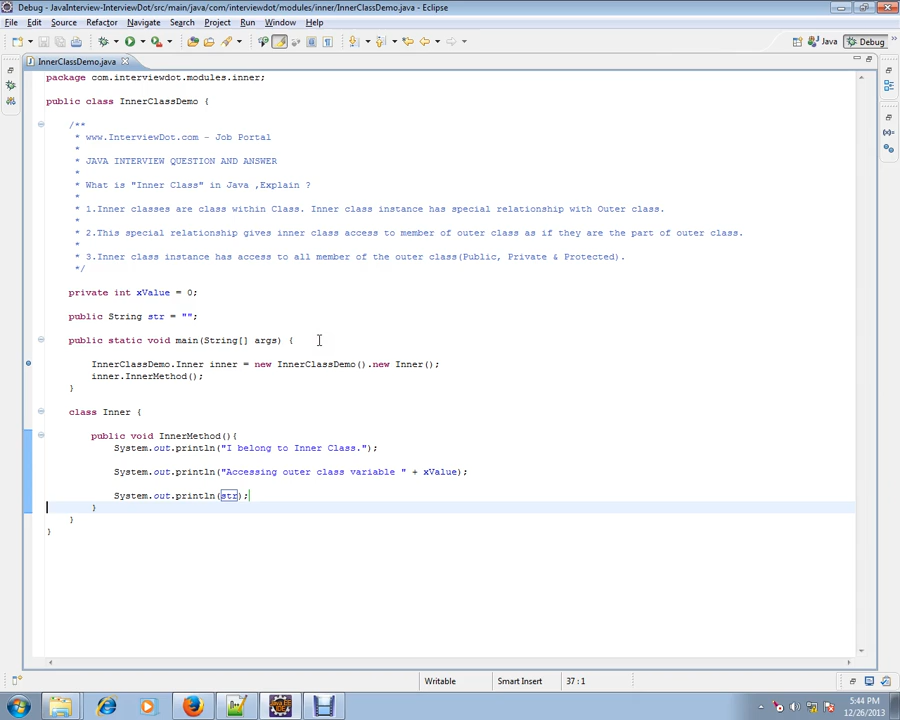 Debug - JavaInterview-InterviewDot/src/main/java/com/interviewdot/modules/inner/InnerClassDemo.java - Eclipse
File Edit Source Refactor Navigate Search Project Run Window Help
Java Debug
InnerClassDemo.java
package com.interviewdot.modules.inner;
public class InnerClassDemo {
/**
* www.InterviewDot.com - Job Portal
*
* JAVA INTERVIEW QUESTION AND ANSWER
*
* What is "Inner Class" in Java ,Explain ?
*
* 1.Inner classes are class within Class. Inner class instance has special relationship with Outer class.
*
* 2.This special relationship gives inner class access to member of outer class as if they are the part of outer class.
*
* 3.Inner class instance has access to all member of the outer class(Public, Private & Protected).
*/
private int xValue = 0;
public String str = "";
public static void main(String[] args) {
InnerClassDemo.Inner inner = new InnerClassDemo().new Inner();
inner.InnerMethod();
}
class Inner {
public void InnerMethod(){
System.out.println("I belong to Inner Class.");
System.out.println("Accessing outer class variable " + xValue);
System.out.println(str);
}
}
}
Writable Smart Insert 37 : 1
5:44 PM
12/26/2013